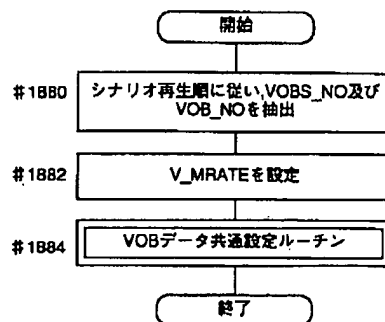 開始
#1880
シナリオ再生順に従い,VOBS_NO及び
VOB_NOを抽出
#1882
V_MRATEを設定
#1884
VOBデータ共通設定ルーチン
終了